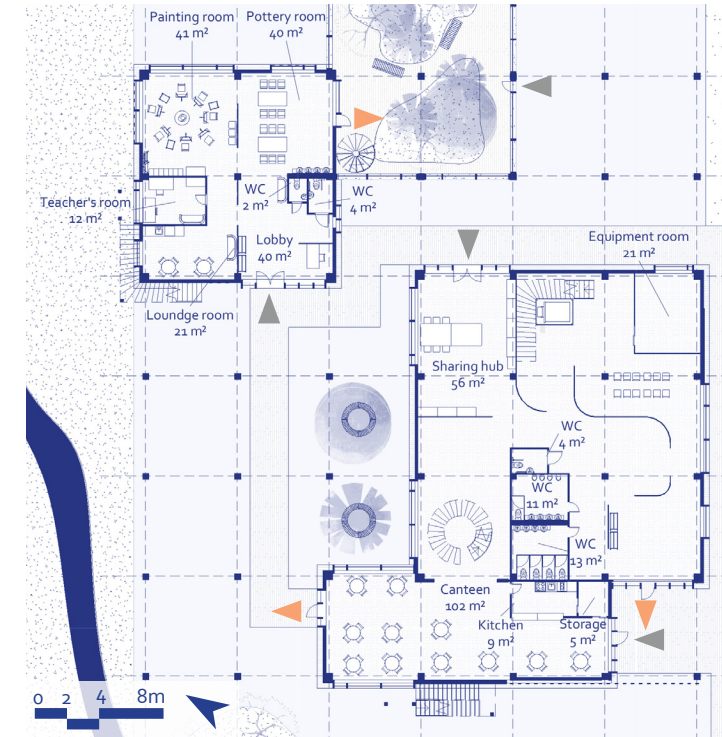 Painting room
41 m²
Pottery room
40 m²
Teacher's room
12 m²
WC
2 m²
WC
4 m²
Lobby
40 m²
Loundge room
21 m²
Equipment room
21 m²
Sharing hub
56 m²
WC
4 m²
WC
11 m²
WC
13 m²
Canteen
102 m²
Kitchen
9 m²
Storage
5 m²
0 2 4 8m